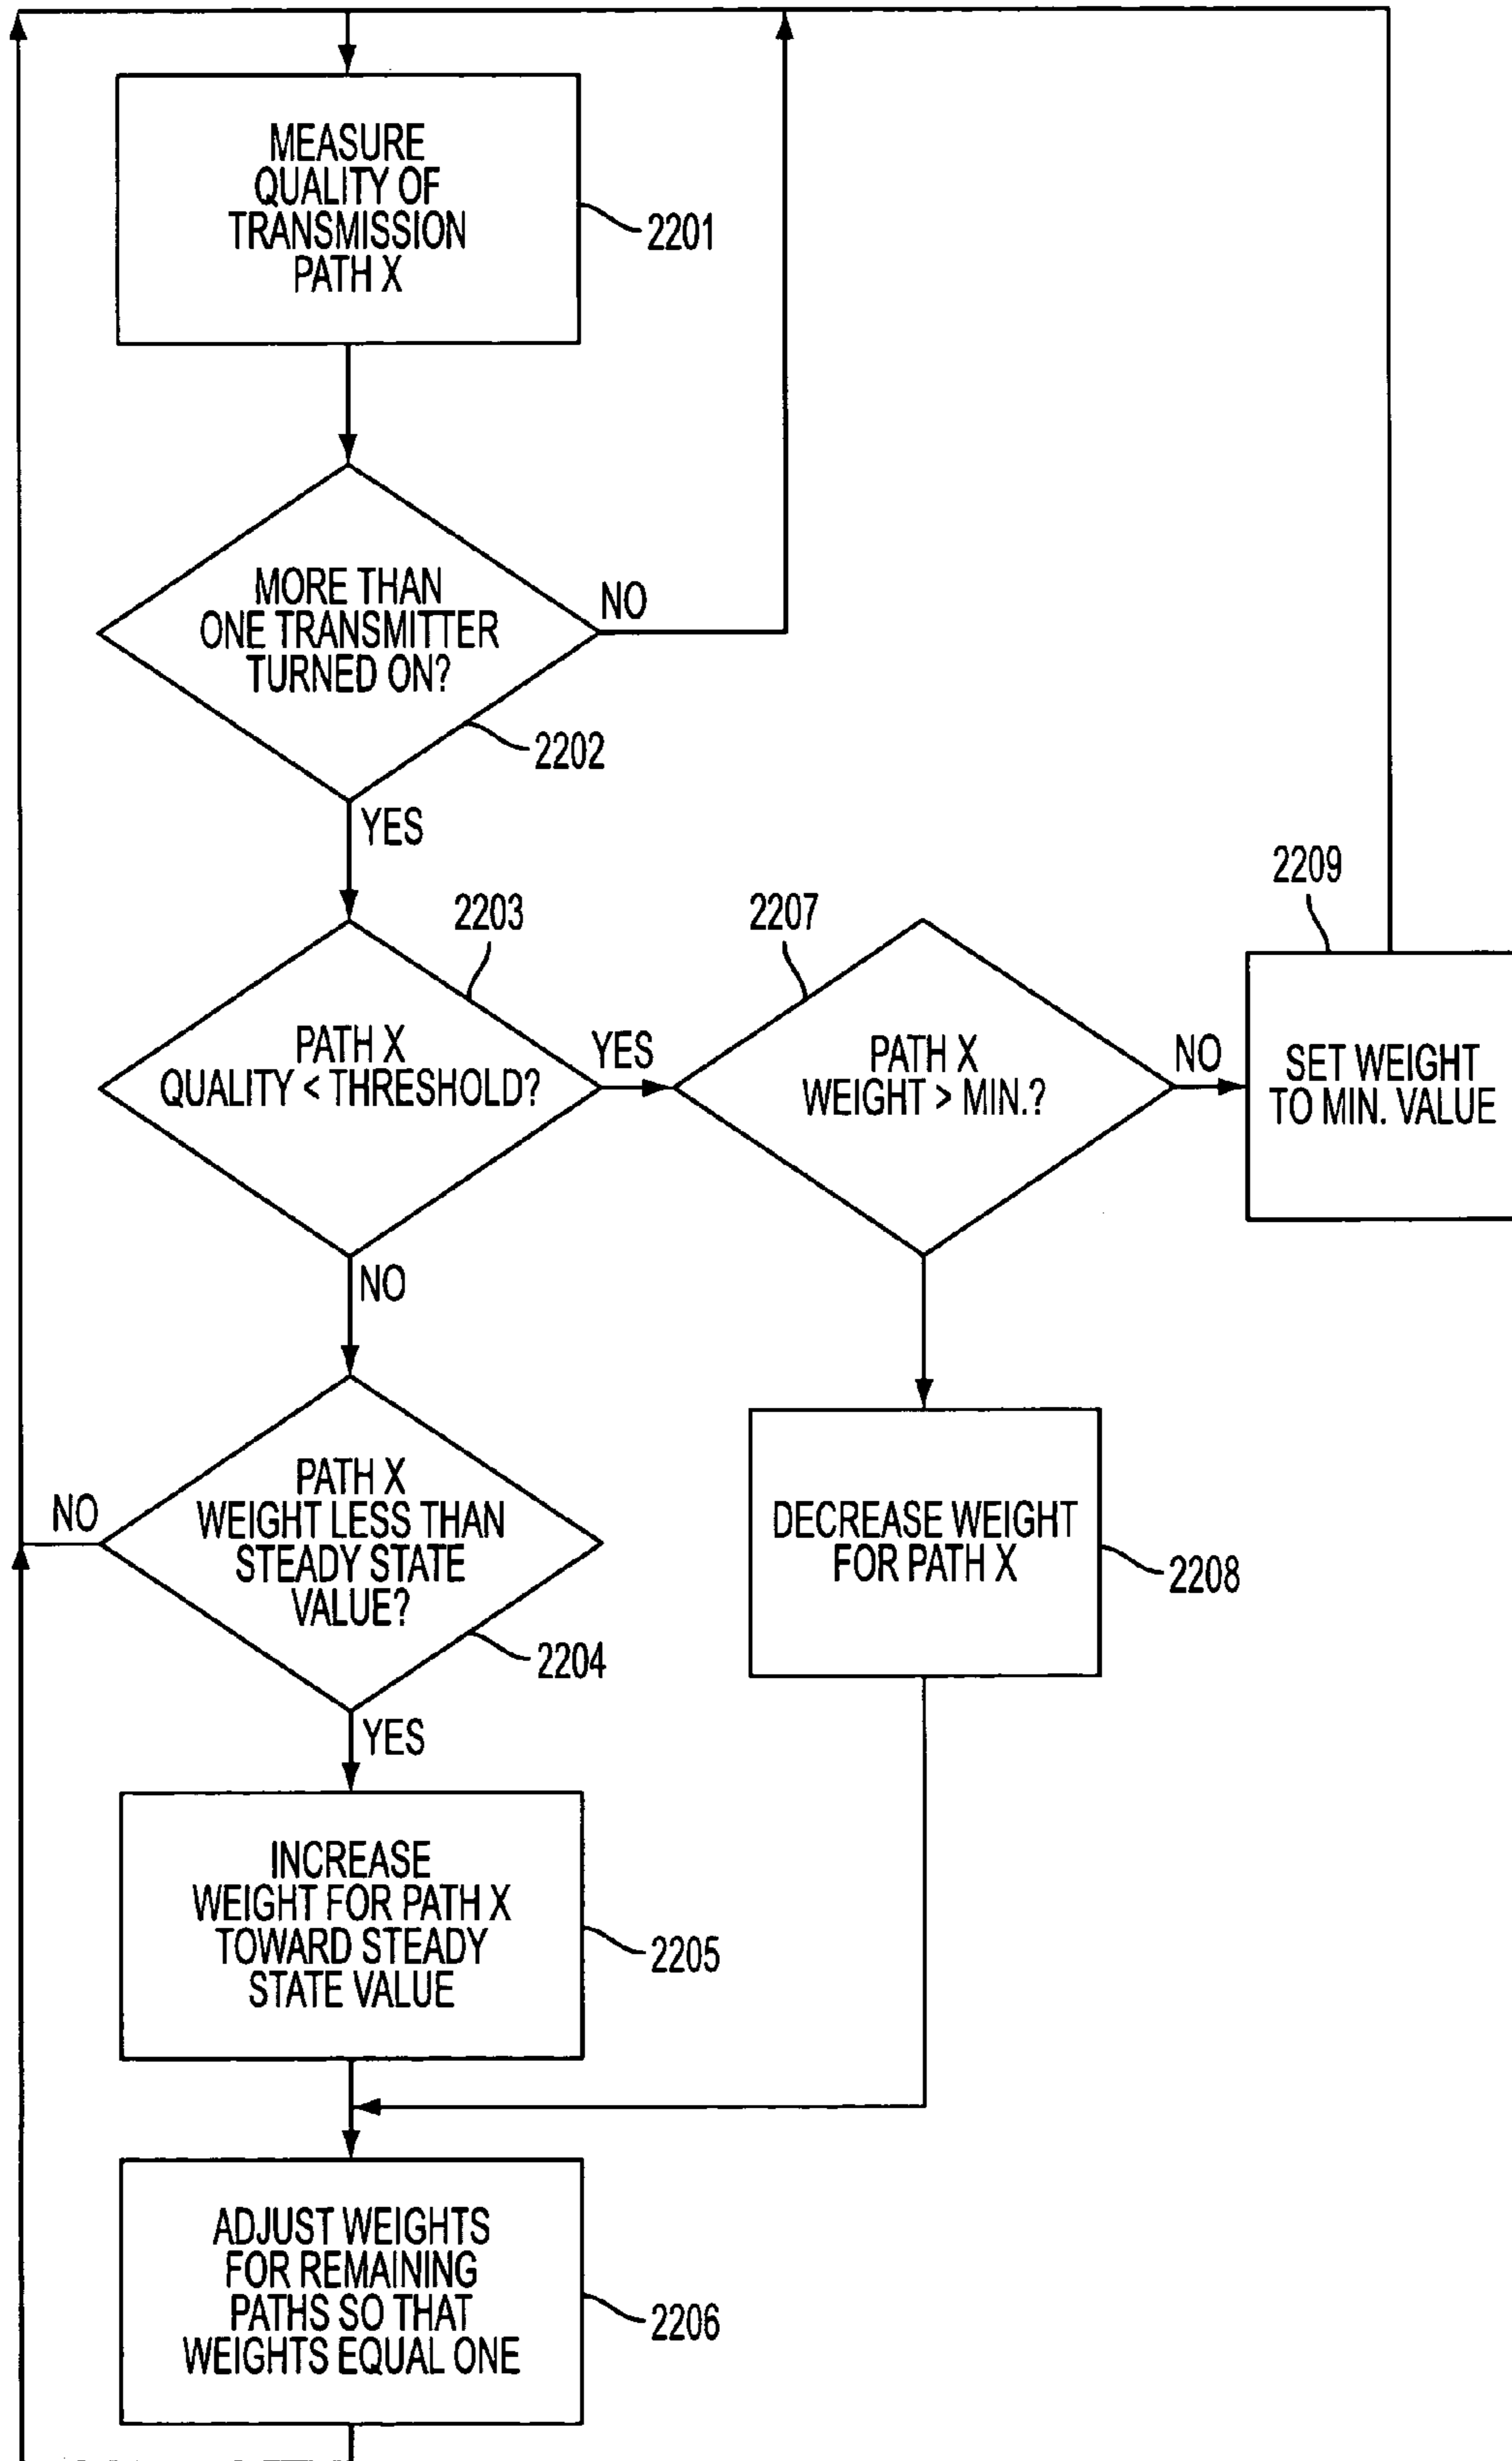 MEASURE
QUALITY OF
TRANSMISSION
PATH X
2201
MORE THAN
ONE TRANSMITTER
TURNED ON?
NO
2202
YES
2203
PATH X
QUALITY < THRESHOLD?
YES
2207
PATH X
WEIGHT > MIN.?
NO
2209
SET WEIGHT
TO MIN. VALUE
NO
PATH X
WEIGHT LESS THAN
STEADY STATE
VALUE?
NO
2204
YES
DECREASE WEIGHT
FOR PATH X
2208
INCREASE
WEIGHT FOR PATH X
TOWARD STEADY
STATE VALUE
2205
ADJUST WEIGHTS
FOR REMAINING
PATHS SO THAT
WEIGHTS EQUAL ONE
2206